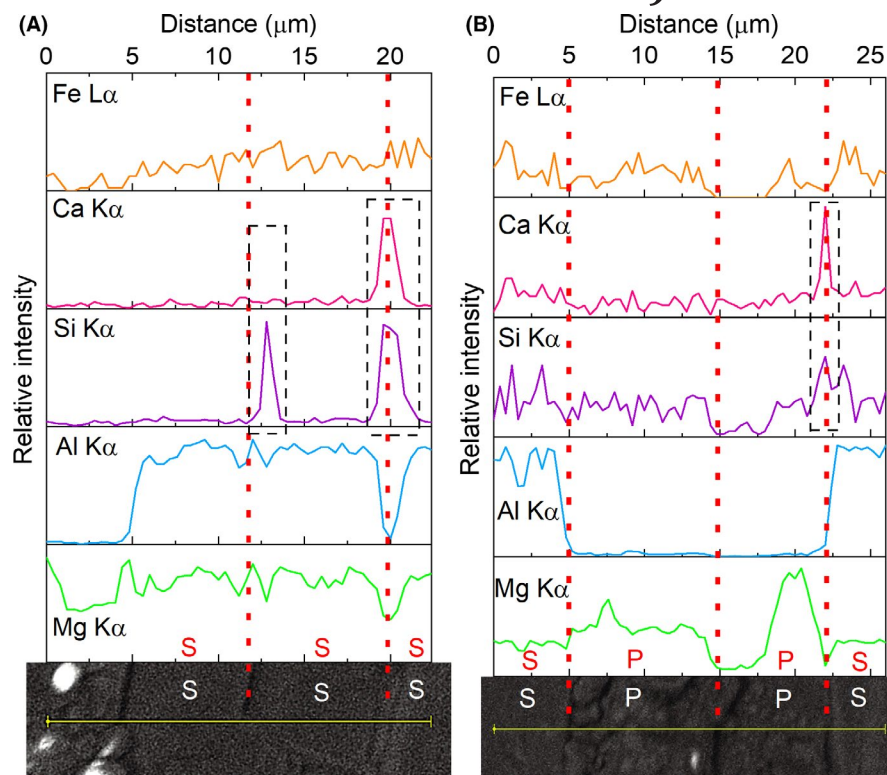 (A) Distance (μm)
0 5 10 15 20
Fe Lα
Ca Kα
Si Kα
Al Kα
Mg Kα
Relative intensity
S S S
S S S
(B) Distance (μm)
0 5 10 15 20 25
Fe Lα
Ca Kα
Si Kα
Al Kα
Mg Kα
Relative intensity
S P P S
S P P S